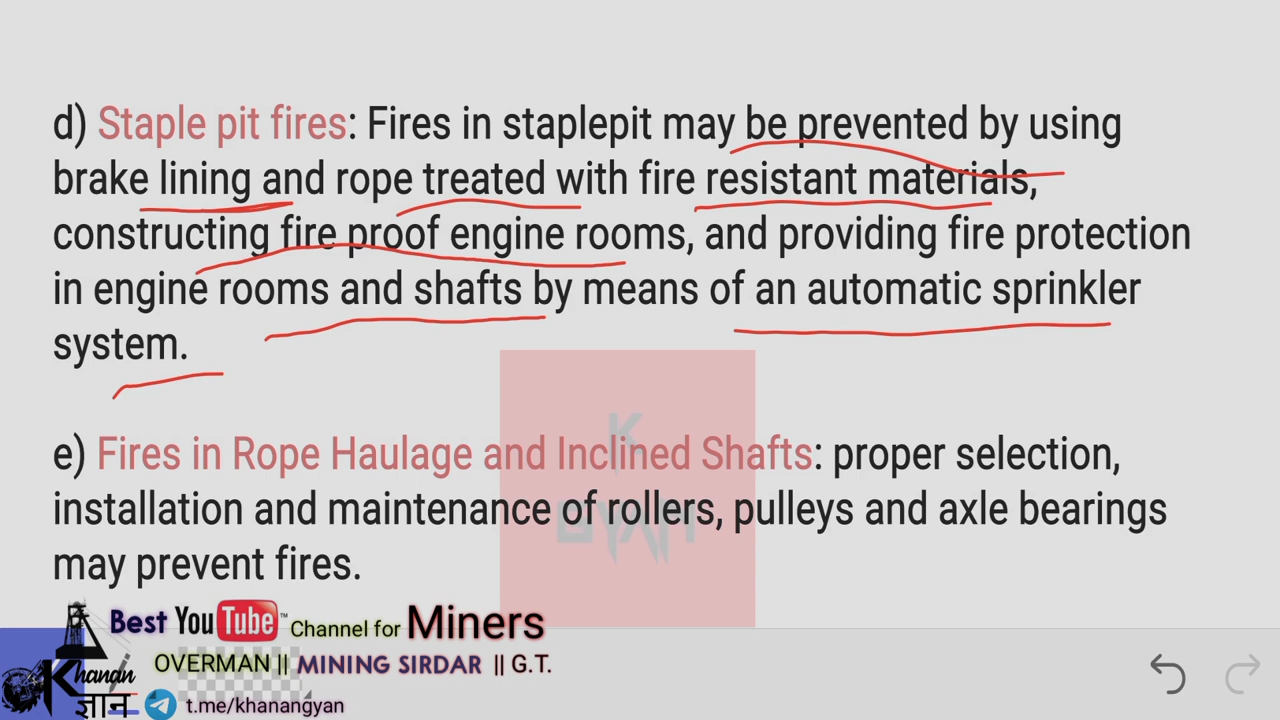 d) Staple pit fires: Fires in staplepit may be prevented by using
brake lining and rope treated with fire resistant materials,
constructing fire proof engine rooms, and providing fire protection
in engine rooms and shafts by means of an automatic sprinkler
system.
e) Fires in Rope Haulage and Inclined Shafts: proper selection,
installation and maintenance of rollers, pulleys and axle bearings
may prevent fires.
K
GYAN
Best YouTube™ Channel for Miners
OVERMAN || MINING SIRDAR || G.T.
Khanan
ज्ञान
t.me/khanangyan